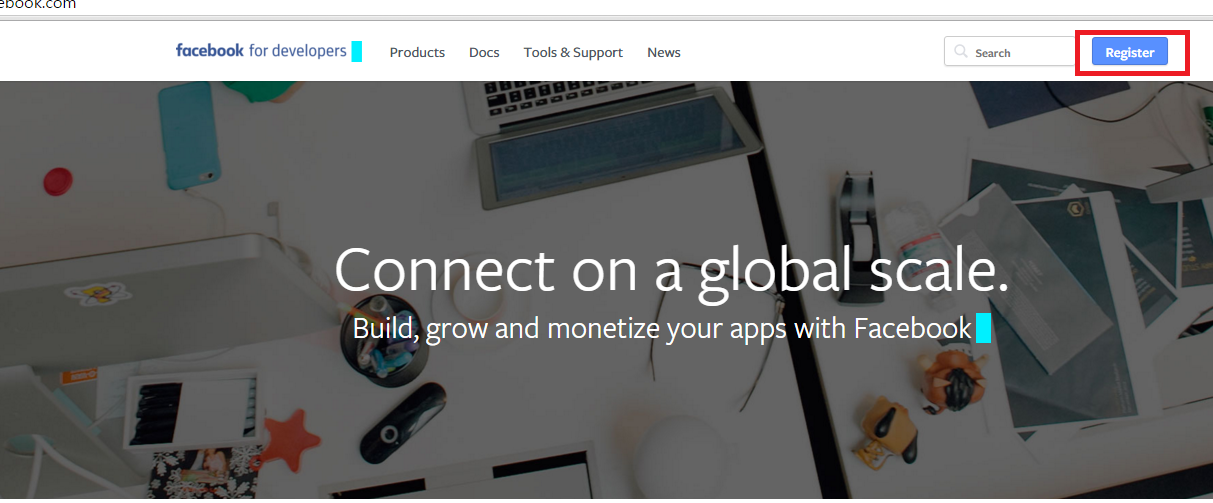 ebook.com
facebook for developers Products Docs Tools & Support News Search Register
Connect on a global scale.
Build, grow and monetize your apps with Facebook